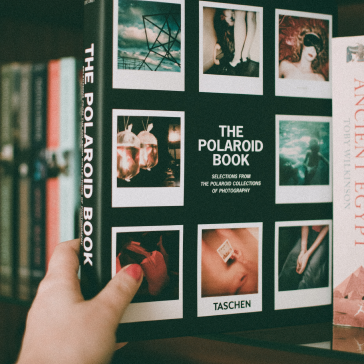 THE POLAROID BOOK
THE
POLAROID
BOOK
SELECTIONS FROM
THE POLAROID COLLECTIONS
OF PHOTOGRAPHY
TASCHEN
ANCIENT EGYPT
TOBY WILKINSON